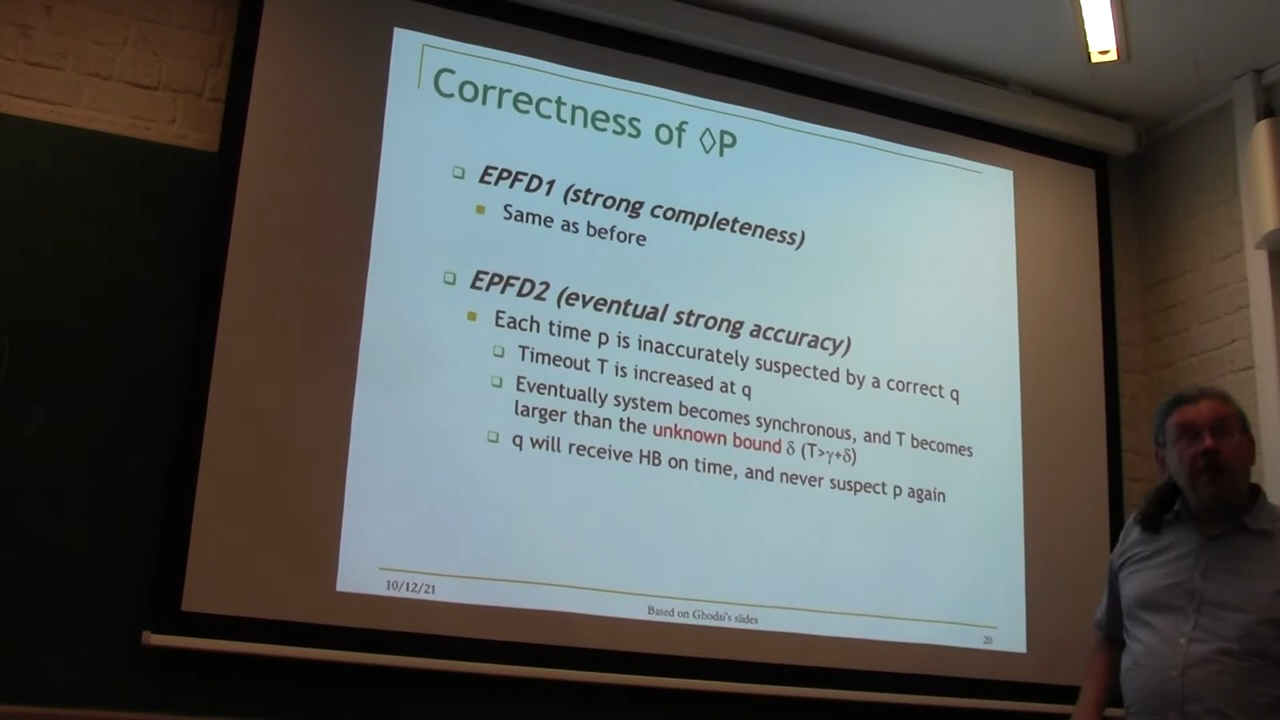 Correctness of ◊P
EPFD1 (strong completeness)
Same as before
EPFD2 (eventual strong accuracy)
Each time p is inaccurately suspected by a correct q
Timeout T is increased at q
Eventually system becomes synchronous, and T becomes
larger than the unknown bound δ (T>γ+δ)
q will receive HB on time, and never suspect p again
10/12/21
Based on Ghodsi's slides
20